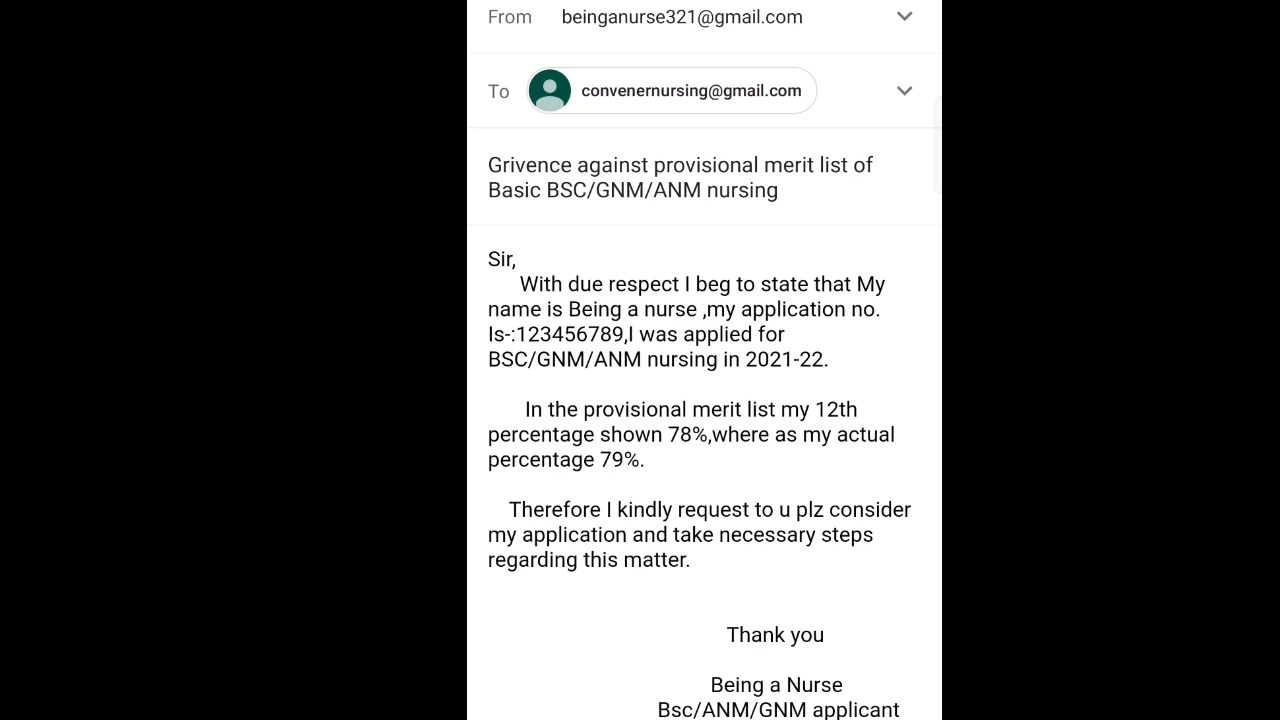 From beinganurse321@gmail.com
To convenernursing@gmail.com
Grivence against provisional merit list of
Basic BSC/GNM/ANM nursing
Sir,
With due respect I beg to state that My
name is Being a nurse ,my application no.
Is-:123456789,I was applied for
BSC/GNM/ANM nursing in 2021-22.
In the provisional merit list my 12th
percentage shown 78%,where as my actual
percentage 79%.
Therefore I kindly request to u plz consider
my application and take necessary steps
regarding this matter.
Thank you
Being a Nurse
Bsc/ANM/GNM applicant